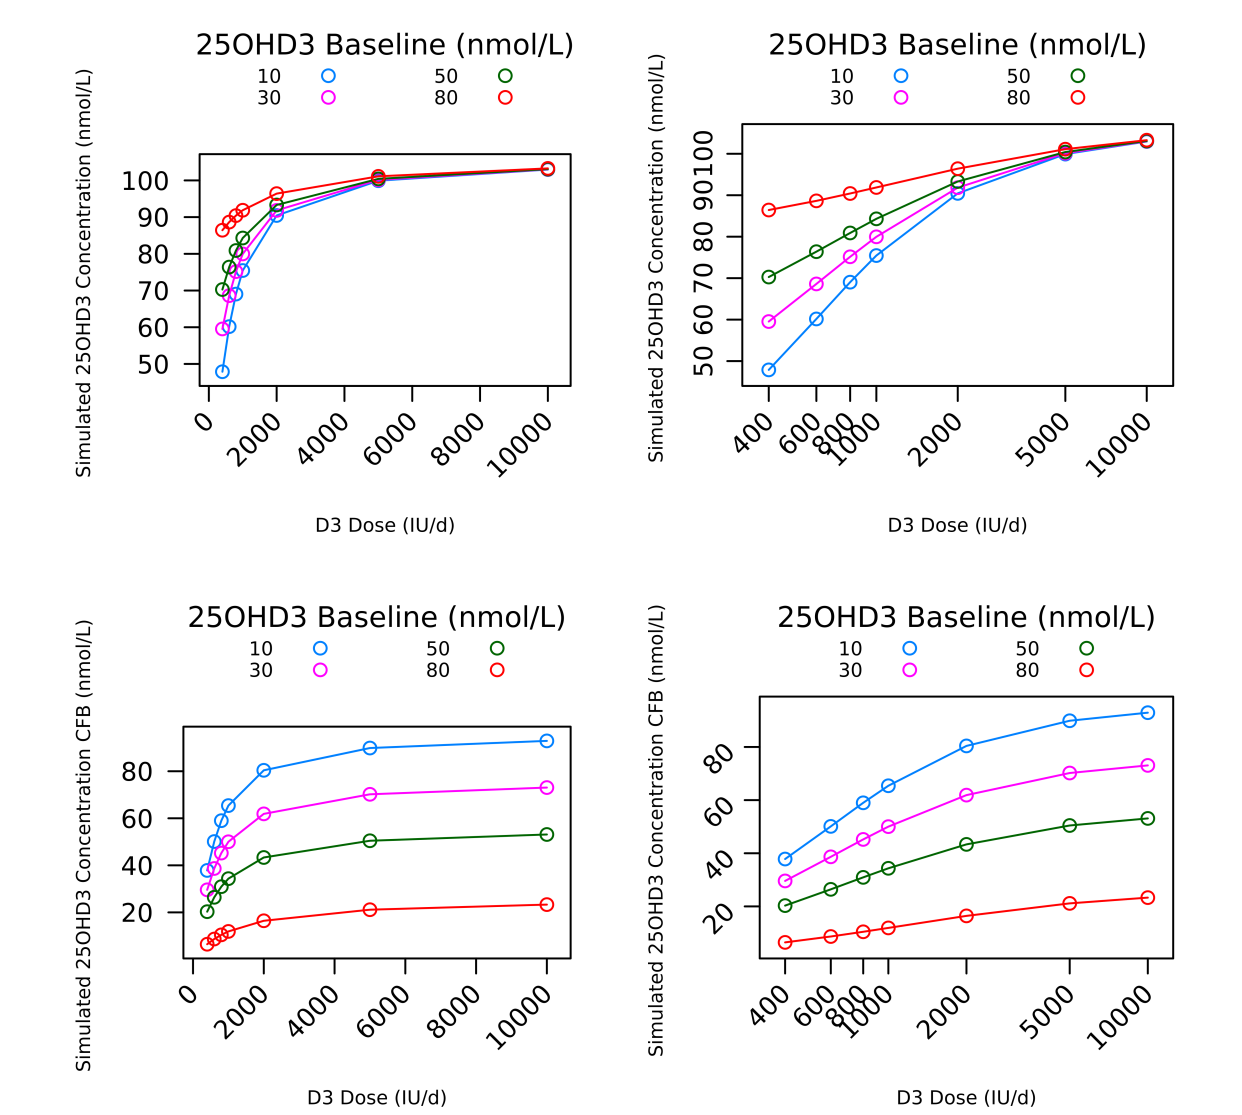 25OHD3 Baseline (nmol/L)
10 50
30 80
Simulated 25OHD3 Concentration (nmol/L)
100
90
80
70
60
50
0 2000 4000 6000 8000 10000
D3 Dose (IU/d)
25OHD3 Baseline (nmol/L)
10 50
30 80
Simulated 25OHD3 Concentration (nmol/L)
100
90
80
70
60
50
400 600 800 1000 2000 5000 10000
D3 Dose (IU/d)
25OHD3 Baseline (nmol/L)
10 50
30 80
Simulated 25OHD3 Concentration CFB (nmol/L)
80
60
40
20
0 2000 4000 6000 8000 10000
D3 Dose (IU/d)
25OHD3 Baseline (nmol/L)
10 50
30 80
Simulated 25OHD3 Concentration CFB (nmol/L)
80
60
40
20
400 600 800 1000 2000 5000 10000
D3 Dose (IU/d)